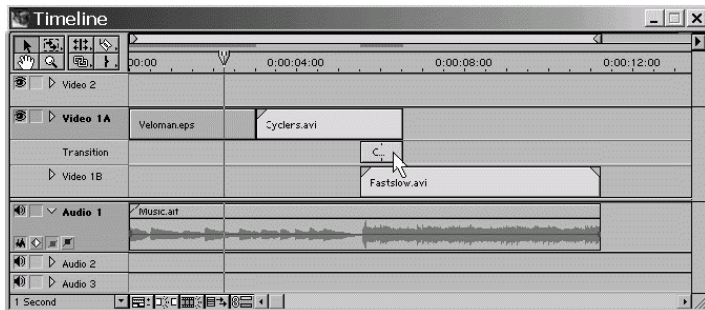 Timeline
00:00 0:00:04:00 0:00:08:00 0:00:12:00
Video 2
Video 1A Veloman.eps Cyclers.avi
Transition C...
Video 1B Fastslow.avi
Audio 1 Music.aif
Audio 2
Audio 3
1 Second